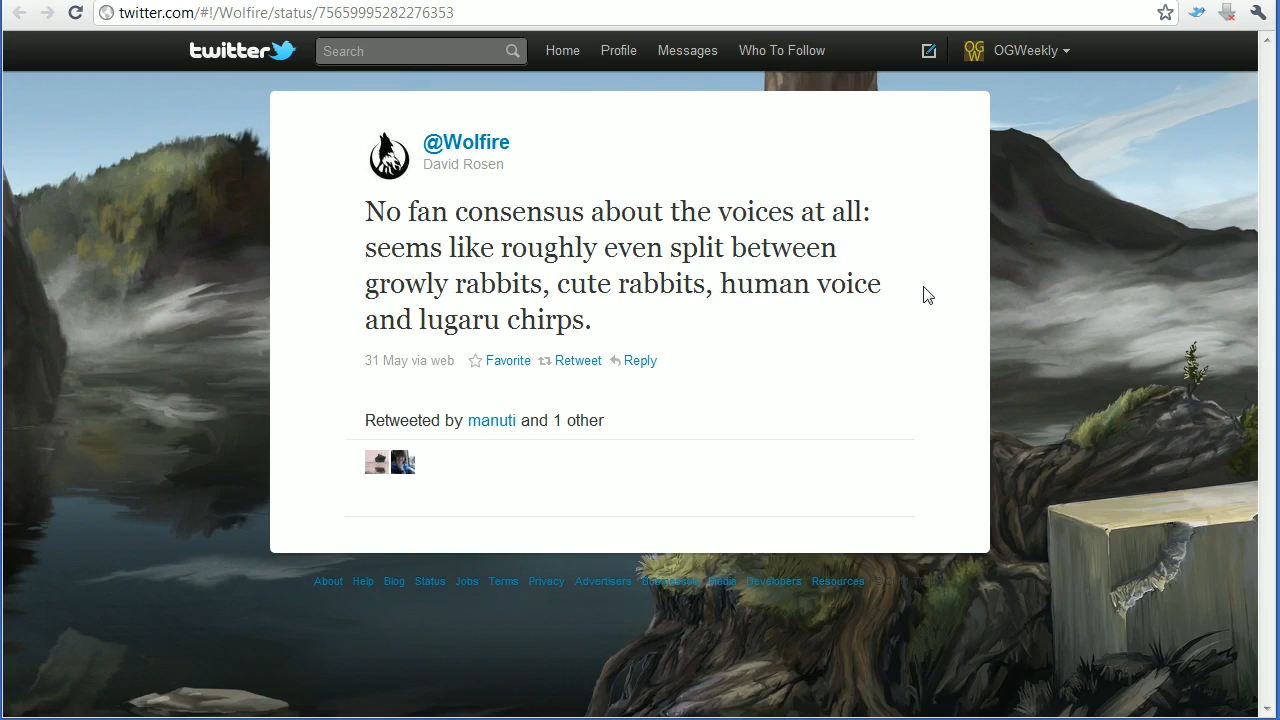 twitter.com/#!/Wolfire/status/75659995282276353
twitter Search Home Profile Messages Who To Follow OGWeekly
OG
W
@Wolfire
David Rosen
No fan consensus about the voices at all:
seems like roughly even split between
growly rabbits, cute rabbits, human voice
and lugaru chirps.
31 May via web Favorite Retweet Reply
Retweeted by manuti and 1 other
About Help Blog Status Jobs Terms Privacy Advertisers Businesses Media Developers Resources